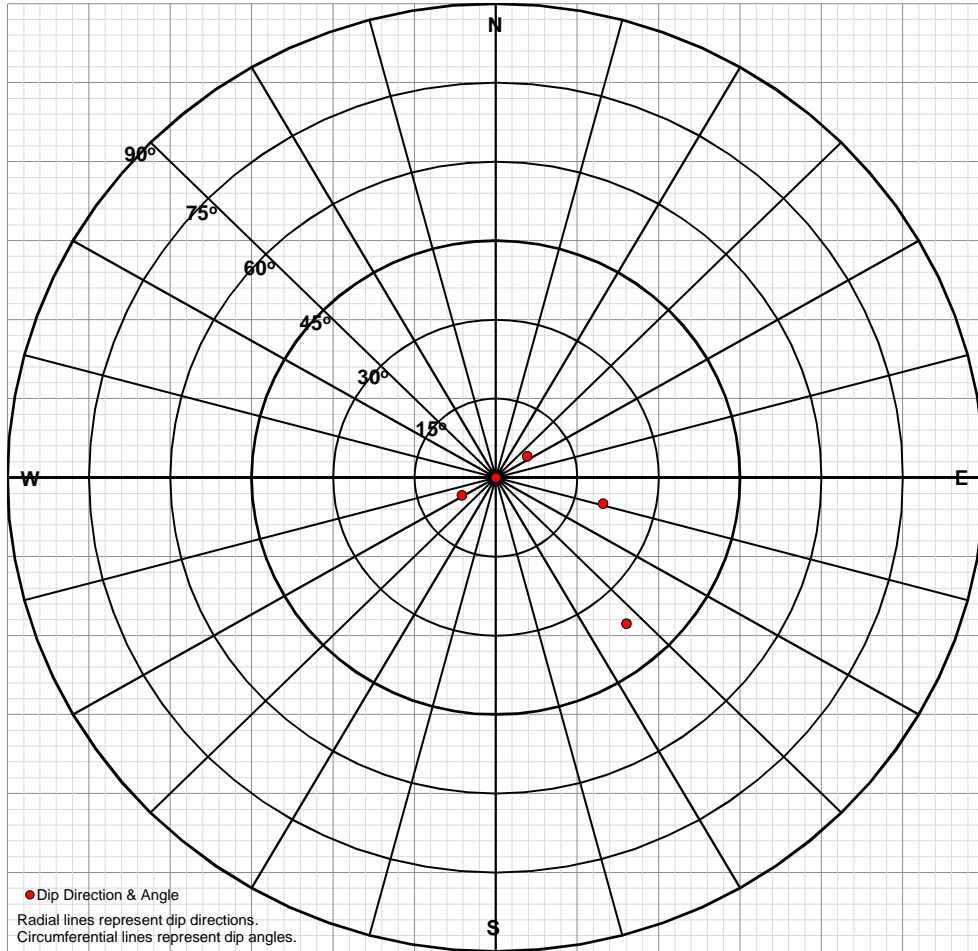 N
90°
75°
60°
45°
30°
15°
W
E
Dip Direction & Angle
Radial lines represent dip directions.
S
Circumferential lines represent dip angles.